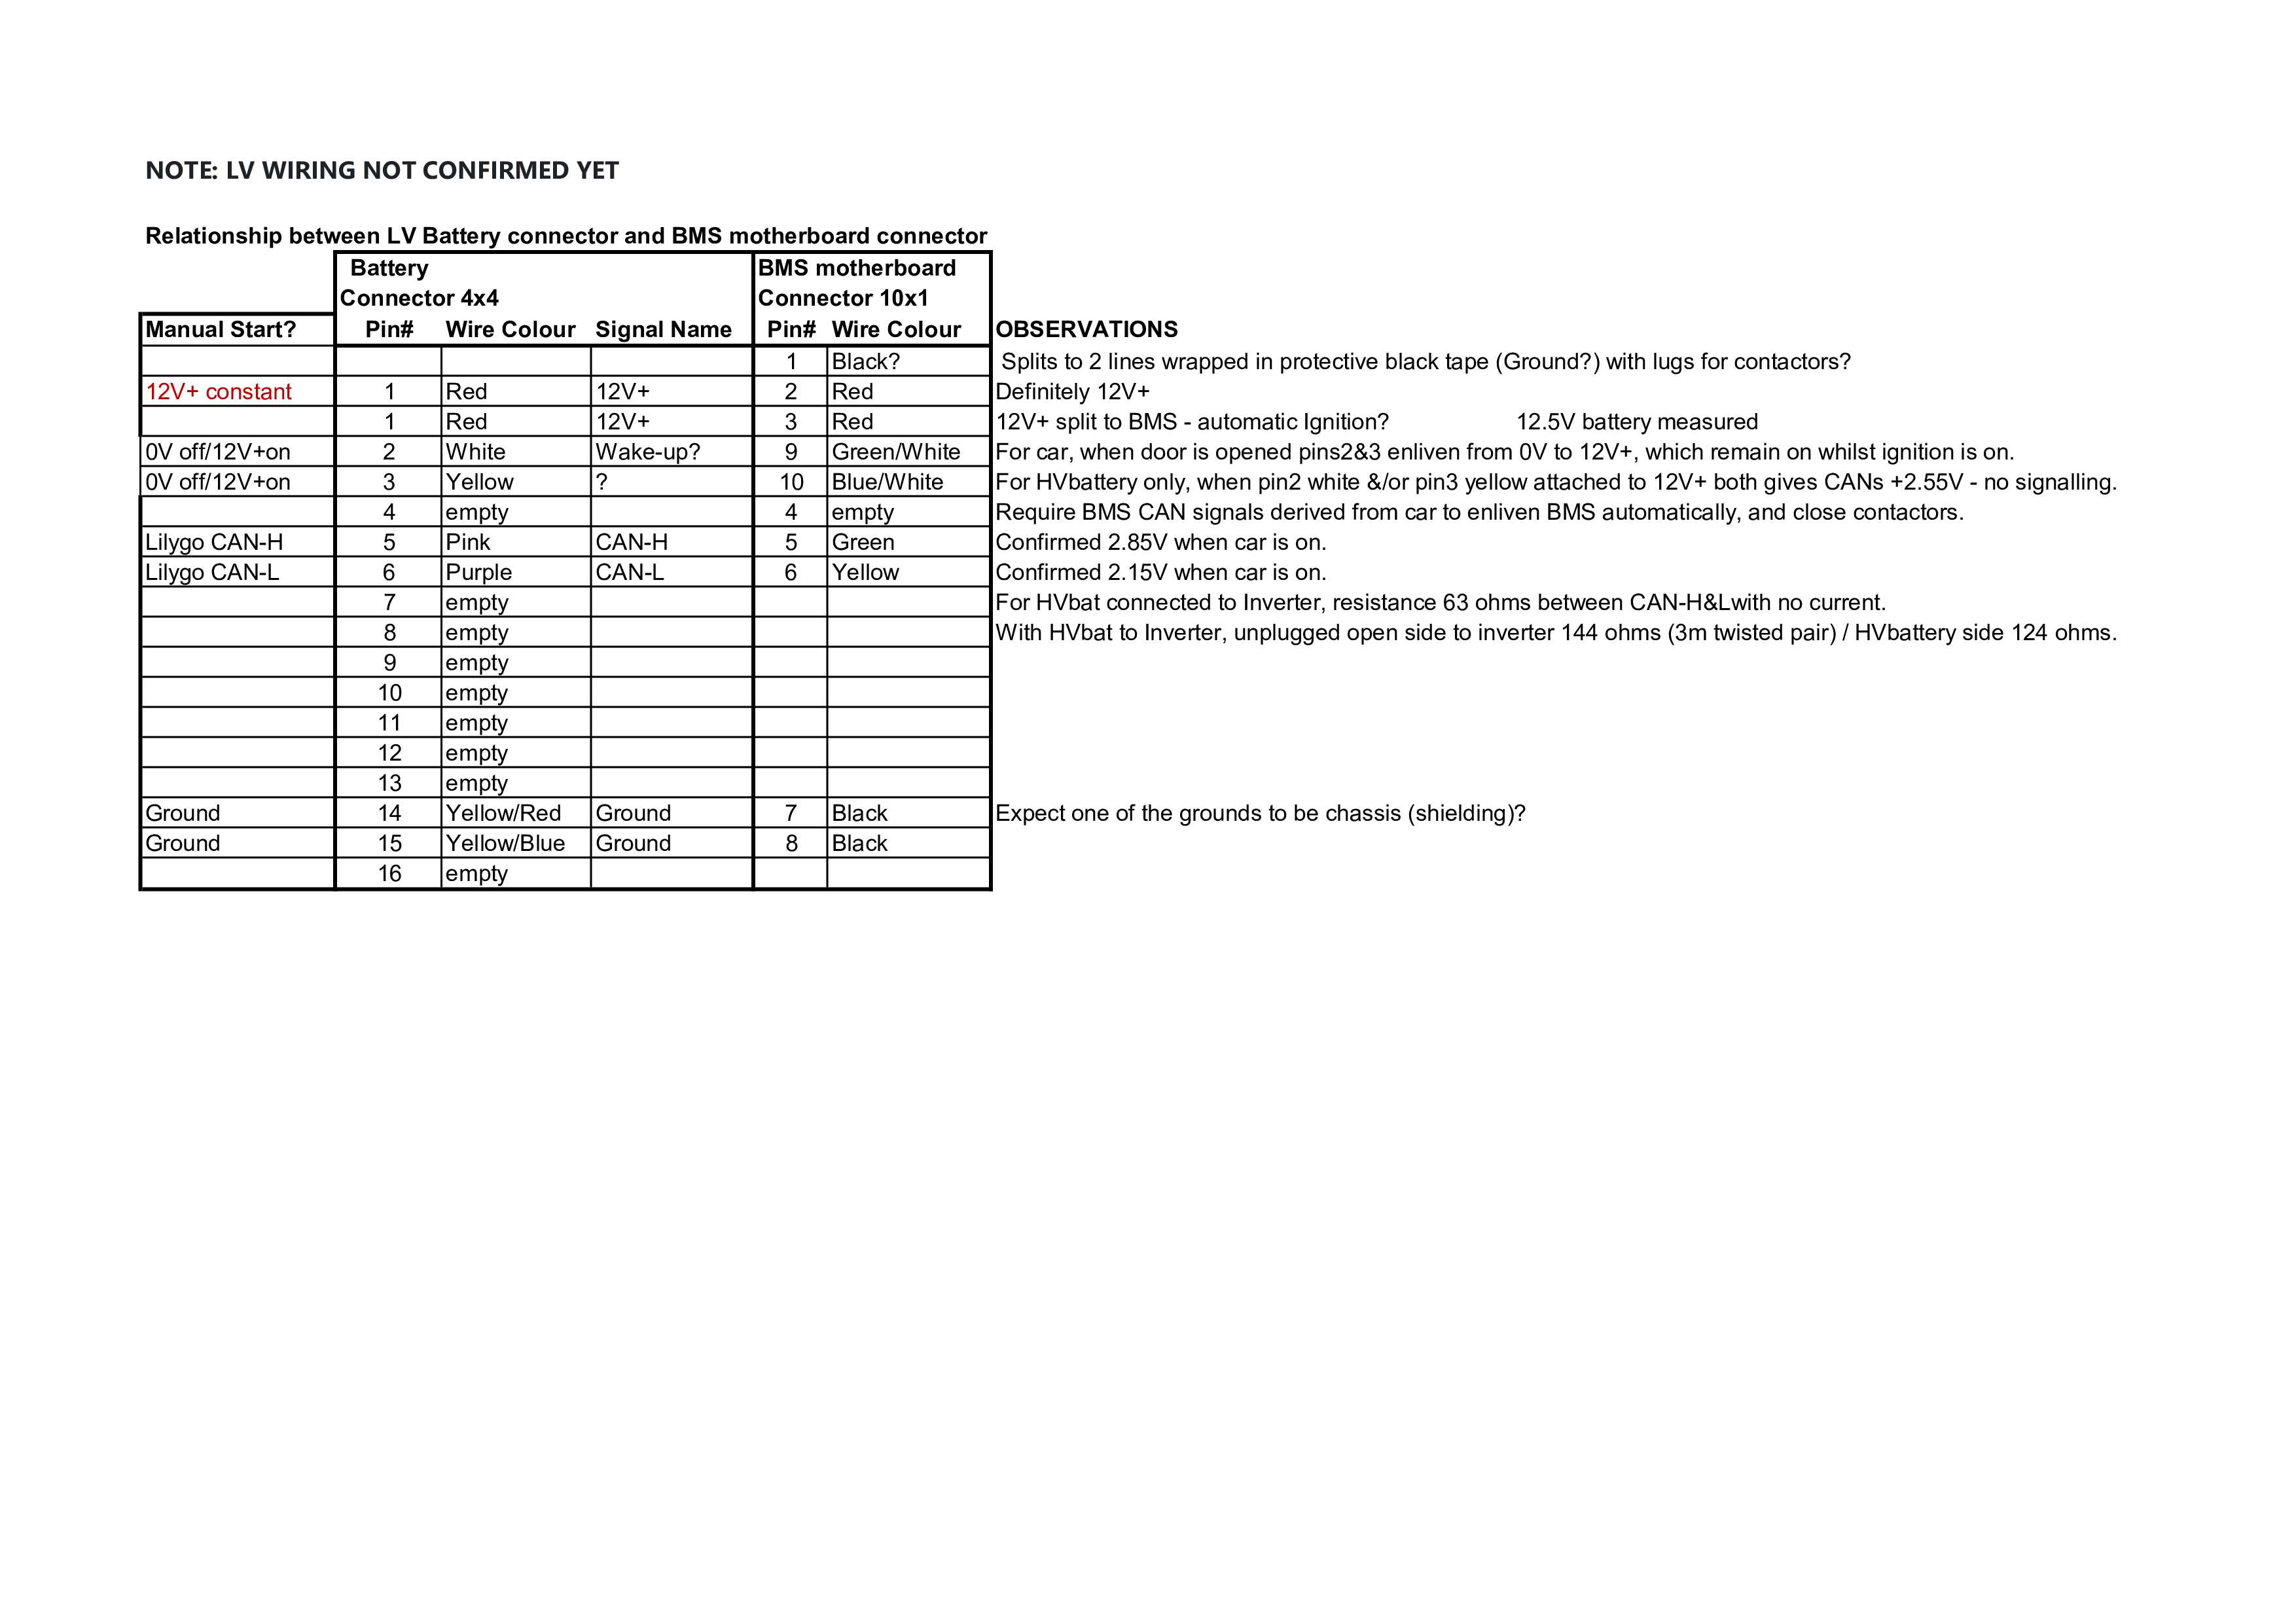 NOTE: LV WIRING NOT CONFIRMED YET
Relationship between LV Battery connector and BMS motherboard connector
Battery BMS motherboard
Connector 4x4 Connector 10x1
Manual Start? Pin# Wire Colour Signal Name Pin# Wire Colour OBSERVATIONS
1 Black? Splits to 2 lines wrapped in protective black tape (Ground?) with lugs for contactors?
12V+ constant 1 Red 12V+ 2 Red Definitely 12V+
1 Red 12V+ 3 Red 12V+ split to BMS - automatic Ignition? 12.5V battery measured
0V off/12V+on 2 White Wake-up? 9 Green/White For car, when door is opened pins2&3 enliven from 0V to 12V+, which remain on whilst ignition is on.
0V off/12V+on 3 Yellow ? 10 Blue/White For HVbattery only, when pin2 white &/or pin3 yellow attached to 12V+ both gives CANs +2.55V - no signalling.
4 empty 4 empty Require BMS CAN signals derived from car to enliven BMS automatically, and close contactors.
Lilygo CAN-H 5 Pink CAN-H 5 Green Confirmed 2.85V when car is on.
Lilygo CAN-L 6 Purple CAN-L 6 Yellow Confirmed 2.15V when car is on.
7 empty For HVbat connected to Inverter, resistance 63 ohms between CAN-H&Lwith no current.
8 empty With HVbat to Inverter, unplugged open side to inverter 144 ohms (3m twisted pair) / HVbattery side 124 ohms.
9 empty
10 empty
11 empty
12 empty
13 empty
Ground 14 Yellow/Red Ground 7 Black Expect one of the grounds to be chassis (shielding)?
Ground 15 Yellow/Blue Ground 8 Black
16 empty